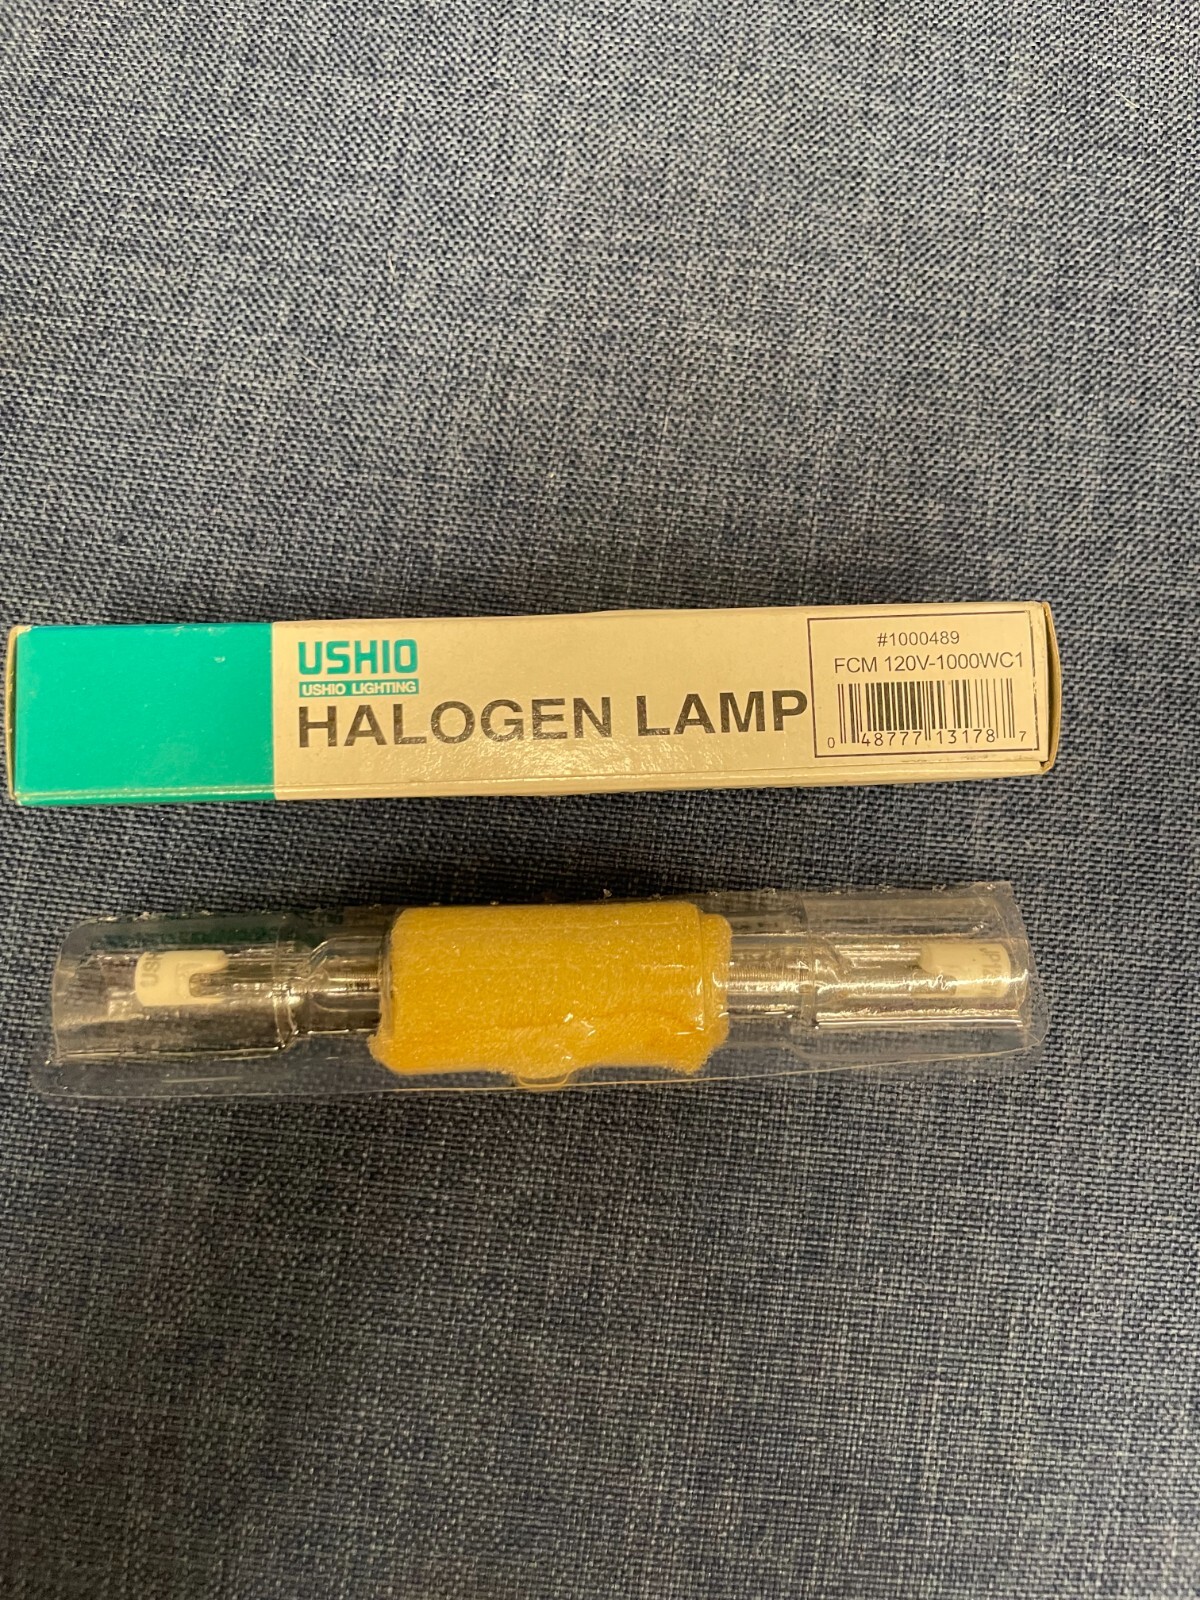 USHIO
USHIO LIGHTING
HALOGEN LAMP
#1000489
FCM 120V-1000WC1
0 48777 13178 7